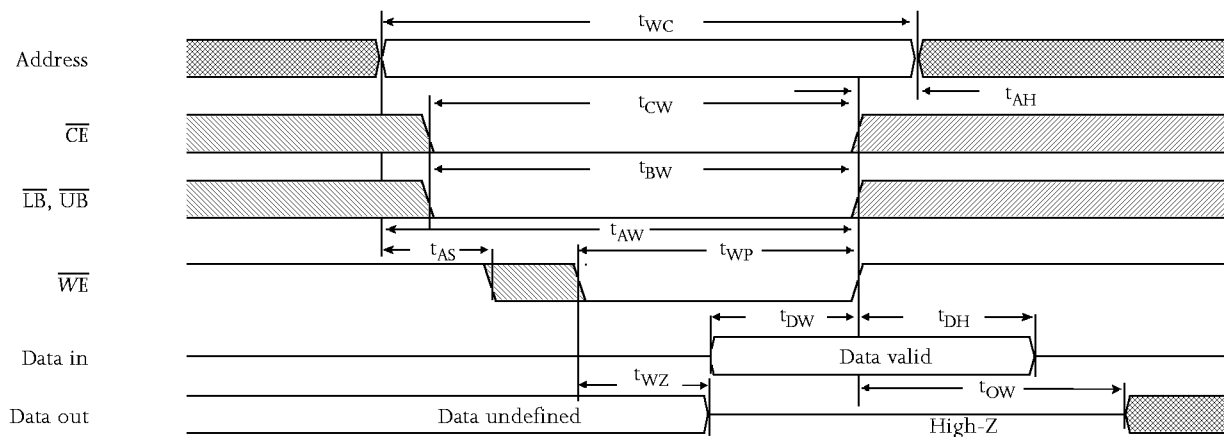 tWC
Address
tCW
tAH
CE
tBW
LB, UB
tAW
tAS
tWP
WE
tDW
tDH
Data in
Data valid
tWZ
tOW
Data out
Data undefined
High-Z